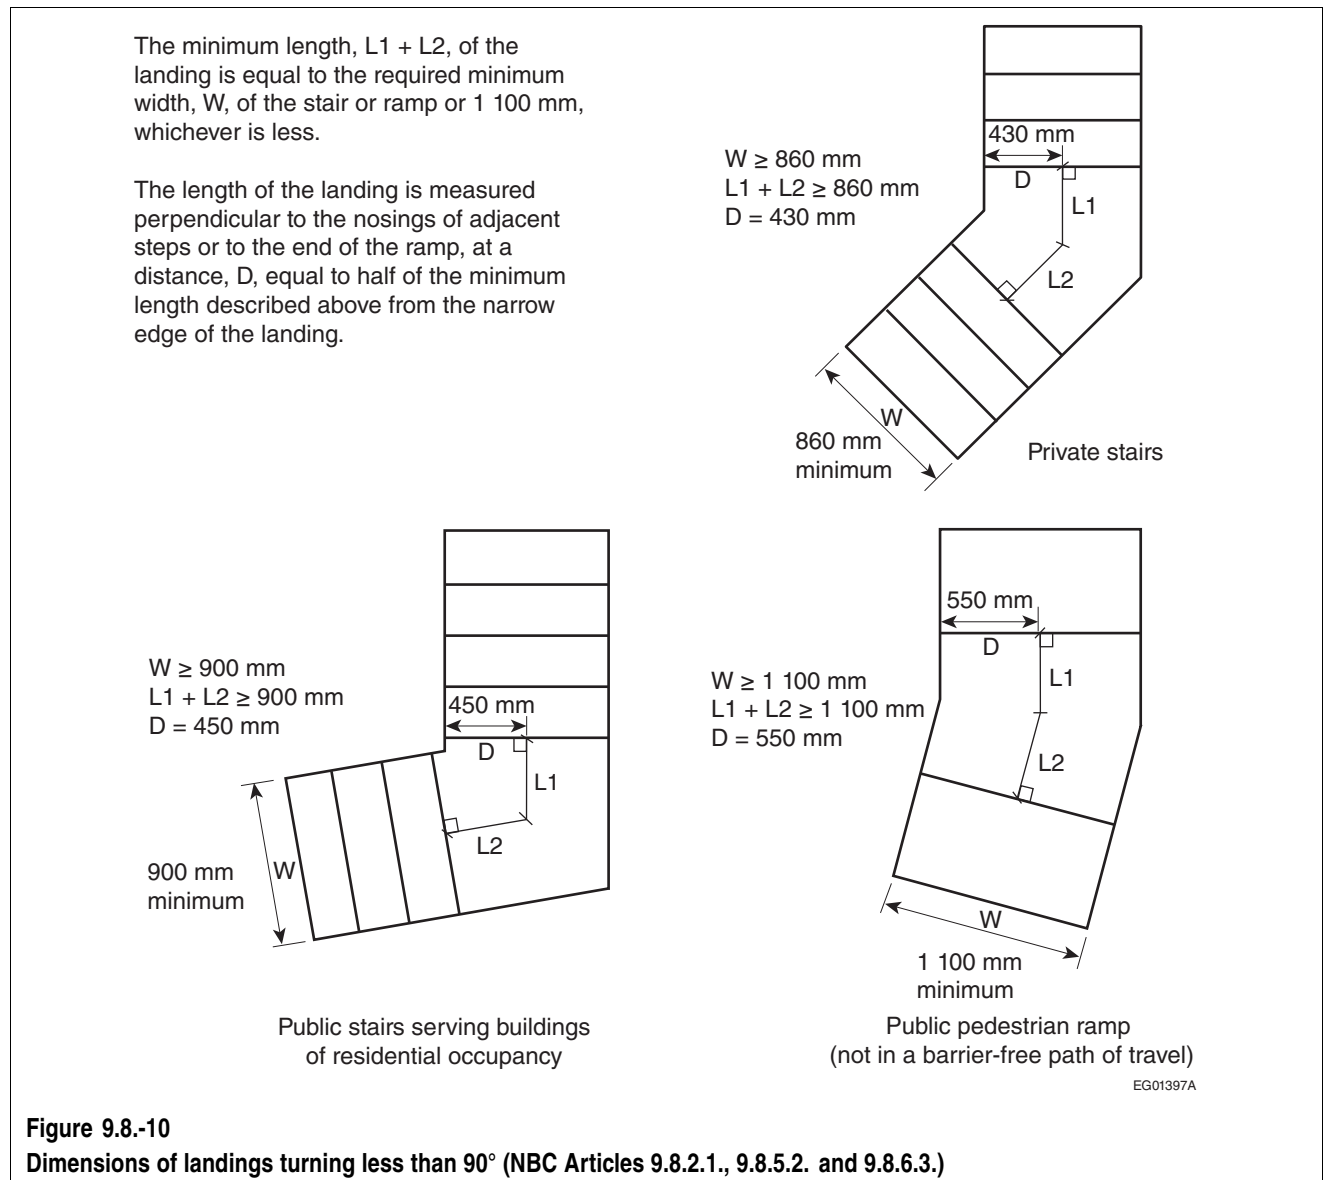 The minimum length, L1 + L2, of the
landing is equal to the required minimum
width, W, of the stair or ramp or 1 100 mm,
whichever is less.
The length of the landing is measured
perpendicular to the nosings of adjacent
steps or to the end of the ramp, at a
distance, D, equal to half of the minimum
length described above from the narrow
edge of the landing.
W ≥ 860 mm
L1 + L2 ≥ 860 mm
D = 430 mm
430 mm
D
L1
L2
W
860 mm
minimum
Private stairs
W ≥ 900 mm
L1 + L2 ≥ 900 mm
D = 450 mm
450 mm
D
L1
L2
W
900 mm
minimum
Public stairs serving buildings
of residential occupancy
W ≥ 1 100 mm
L1 + L2 ≥ 1 100 mm
D = 550 mm
550 mm
D
L1
L2
W
1 100 mm
minimum
Public pedestrian ramp
(not in a barrier-free path of travel)
EG01397A
Figure 9.8.-10
Dimensions of landings turning less than 90° (NBC Articles 9.8.2.1., 9.8.5.2. and 9.8.6.3.)